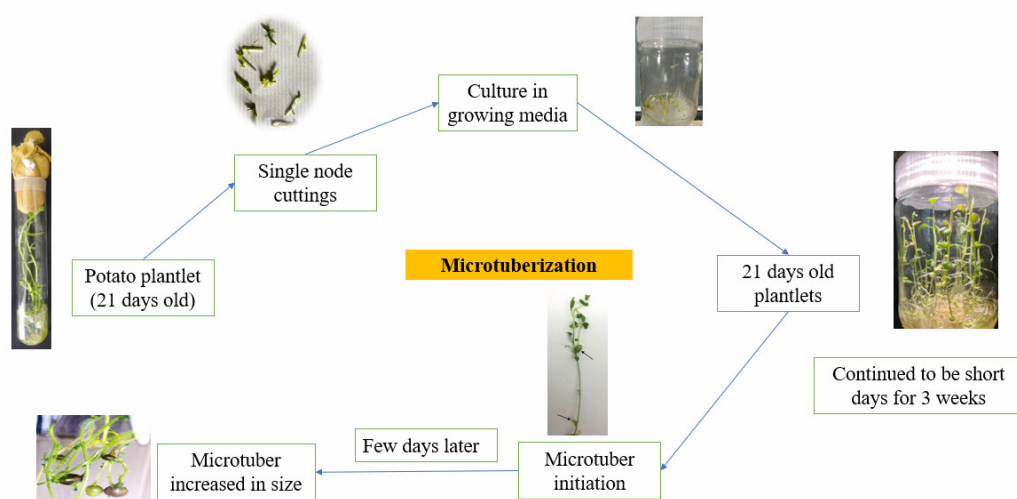 Culture in
growing media
Single node
cuttings
Potato plantlet
(21 days old)
Microtuberization
21 days old
plantlets
Continued to be short
days for 3 weeks
Few days later
Microtuber
initiation
Microtuber
increased in size